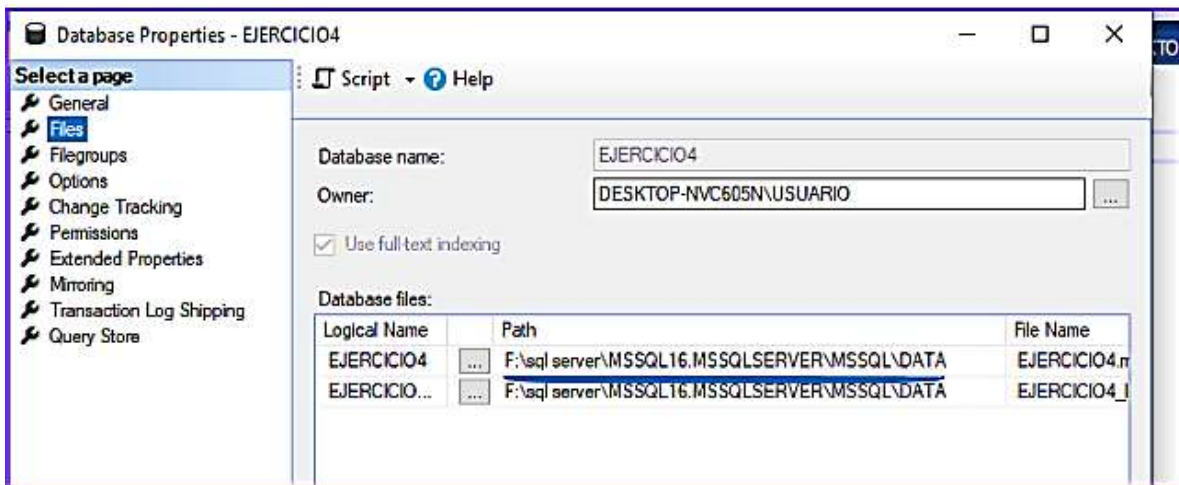 Database Properties - EJERCICIO4
TO
Select a page
Script Help
General
Files
Filegroups
Options
Change Tracking
Permissions
Extended Properties
Mirroring
Transaction Log Shipping
Query Store
Database name: EJERCICIO4
Owner: DESKTOP-NVC605N\USUARIO ...
Use full-text indexing
Database files:
Logical Name Path File Name
EJERCICIO4 ... F:\sql server\MSSQL16.MSSQLSERVER\MSSQL\DATA EJERCICIO4.m
EJERCICIO... ... F:\sql server\MSSQL16.MSSQLSERVER\MSSQL\DATA EJERCICIO4_l